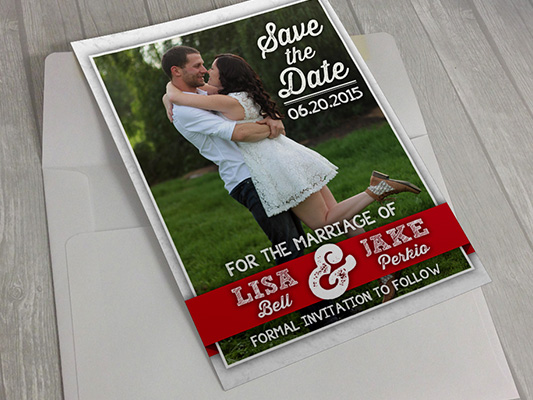 Save
the
Date
06.20.2015
FOR THE MARRIAGE OF
LISA & JAKE
Bell Perkio
FORMAL INVITATION TO FOLLOW